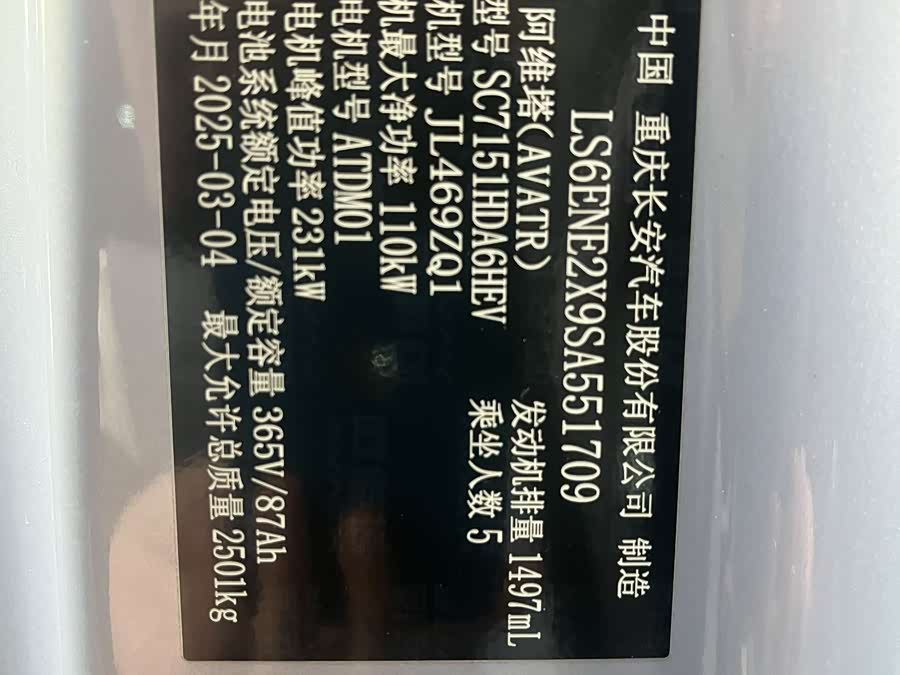 中国 重庆长安汽车股份有限公司 制造
LS6ENE2X9SA551709
阿维塔(AVATR) 发动机排量 1497mL
型号 SC7151HDA6HEV 乘坐人数 5
机型号 JL469ZQ1
机最大净功率 110kW
电机型号 ATDM01
电机峰值功率 231kW
电池系统额定电压/额定容量 365V/87Ah
年月 2025-03-04 最大允许总质量 2501kg